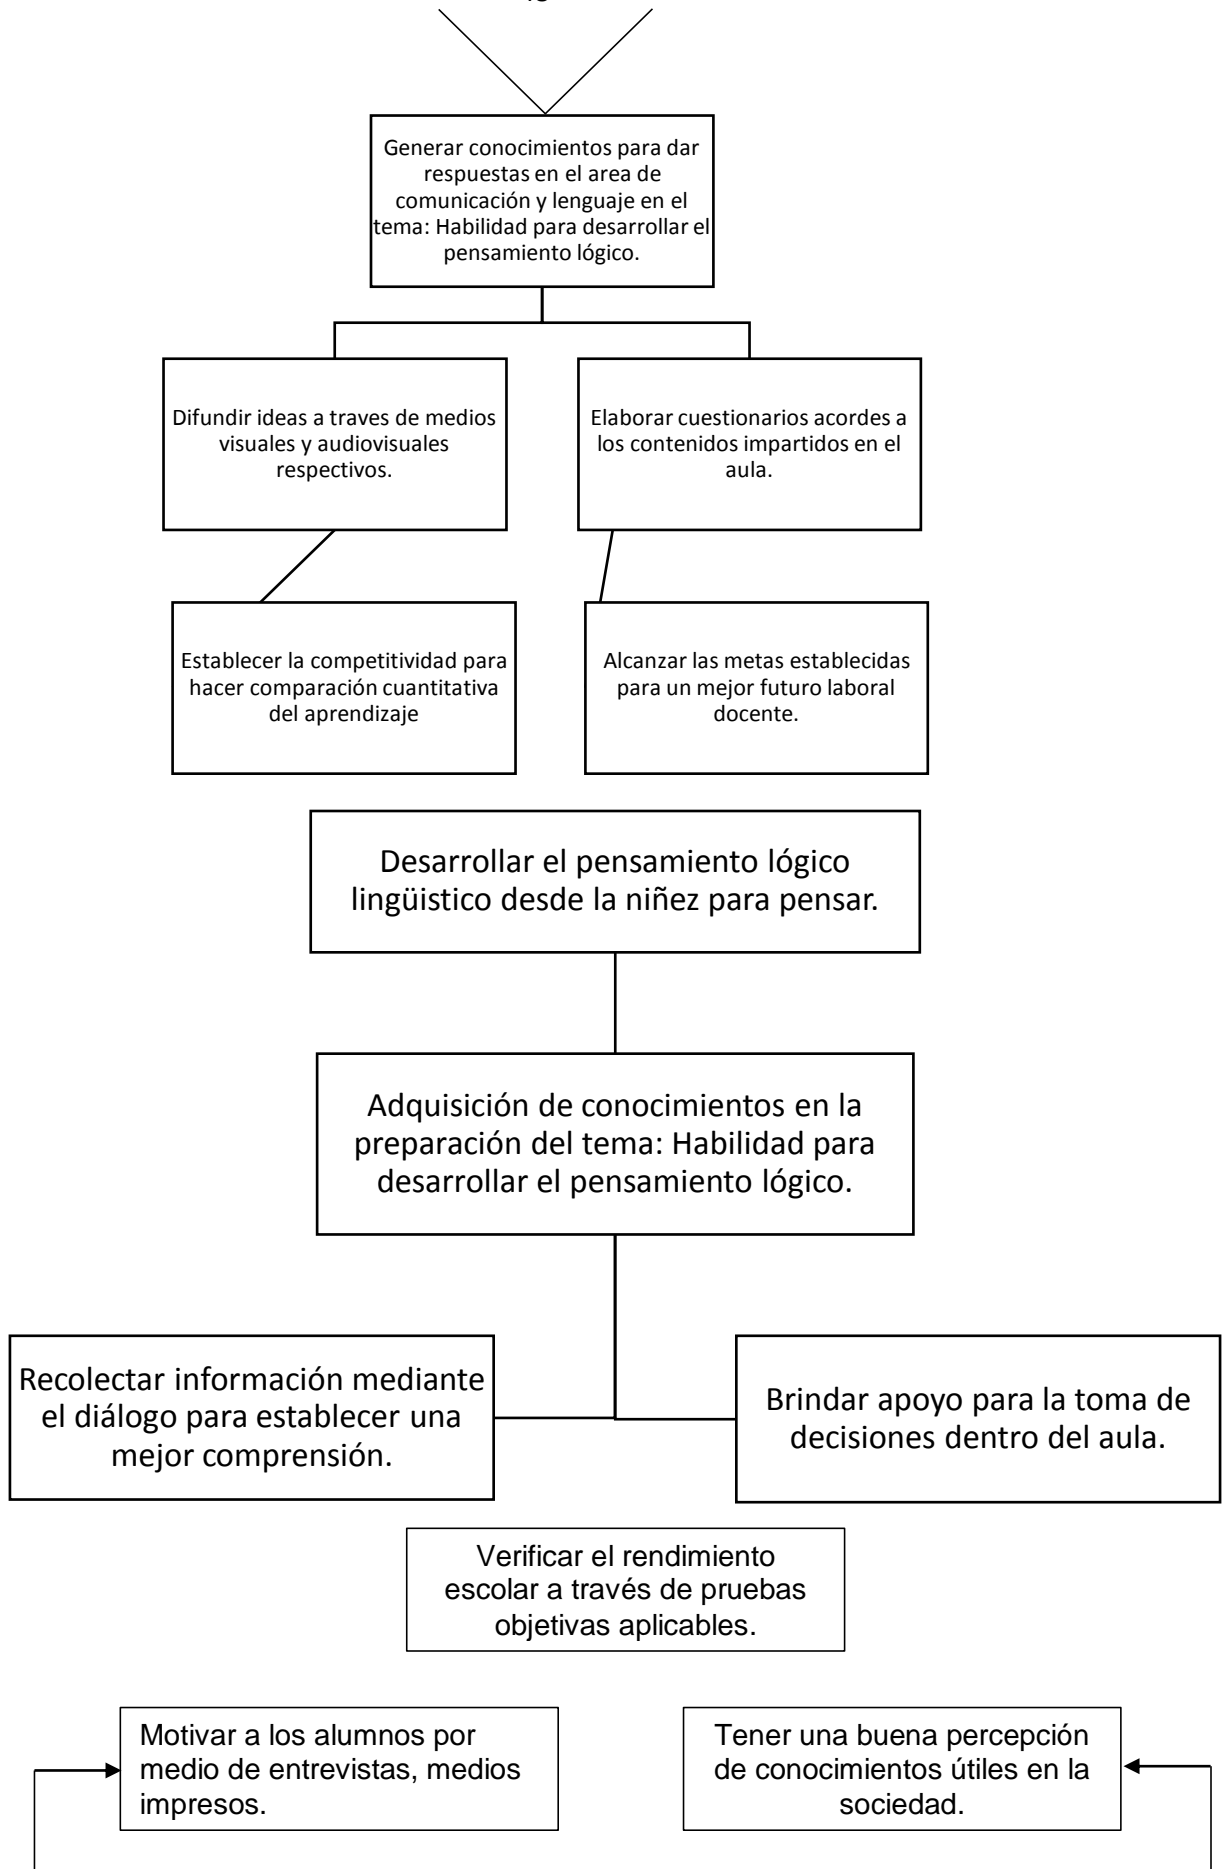 Generar conocimientos para dar
respuestas en el area de
comunicación y lenguaje en el
tema: Habilidad para desarrollar el
pensamiento lógico.
Difundir ideas a traves de medios
visuales y audiovisuales
respectivos.
Elaborar cuestionarios acordes a
los contenidos impartidos en el
aula.
Establecer la competitividad para
hacer comparación cuantitativa
del aprendizaje
Alcanzar las metas establecidas
para un mejor futuro laboral
docente.
Desarrollar el pensamiento lógico
lingüistico desde la niñez para pensar.
Adquisición de conocimientos en la
preparación del tema: Habilidad para
desarrollar el pensamiento lógico.
Recolectar información mediante
el diálogo para establecer una
mejor comprensión.
Brindar apoyo para la toma de
decisiones dentro del aula.
Verificar el rendimiento
escolar a través de pruebas
objetivas aplicables.
Motivar a los alumnos por
medio de entrevistas, medios
impresos.
Tener una buena percepción
de conocimientos útiles en la
sociedad.